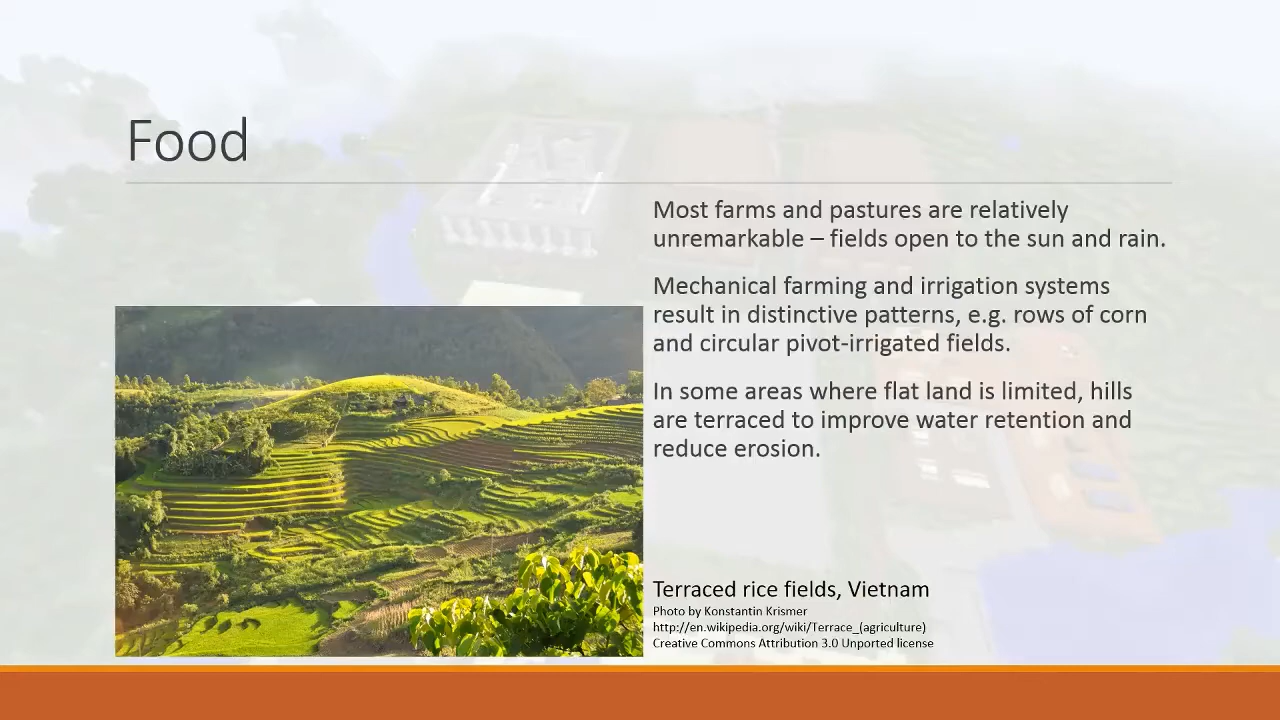 Food
Most farms and pastures are relatively
unremarkable – fields open to the sun and rain.
Mechanical farming and irrigation systems
result in distinctive patterns, e.g. rows of corn
and circular pivot-irrigated fields.
In some areas where flat land is limited, hills
are terraced to improve water retention and
reduce erosion.
Terraced rice fields, Vietnam
Photo by Konstantin Krismer
http://en.wikipedia.org/wiki/Terrace_(agriculture)
Creative Commons Attribution 3.0 Unported license